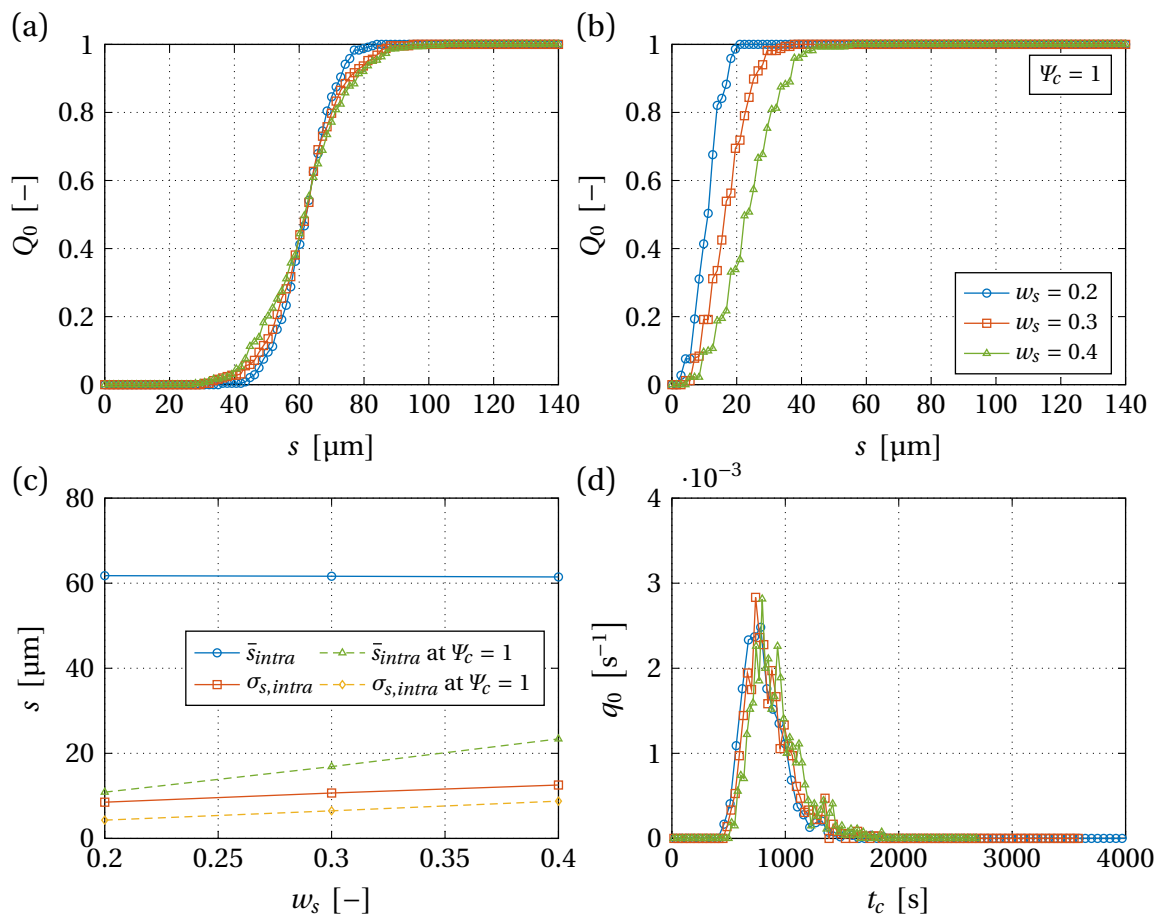 (a)
1
0.8
0.6
0.4
0.2
0
0 20 40 60 80 100 120 140
Q₀ [−]
s [µm]
(b)
1
0.8
0.6
0.4
0.2
0
0 20 40 60 80 100 120 140
Q₀ [−]
s [µm]
Ψc = 1
ws = 0.2
ws = 0.3
ws = 0.4
(c)
80
60
40
20
0
0.2 0.25 0.3 0.35 0.4
s [µm]
ws [−]
s̄intra
σs,intra
s̄intra at Ψc = 1
σs,intra at Ψc = 1
(d)
·10⁻³
4
3
2
1
0
0 1000 2000 3000 4000
q₀ [s⁻¹]
tc [s]